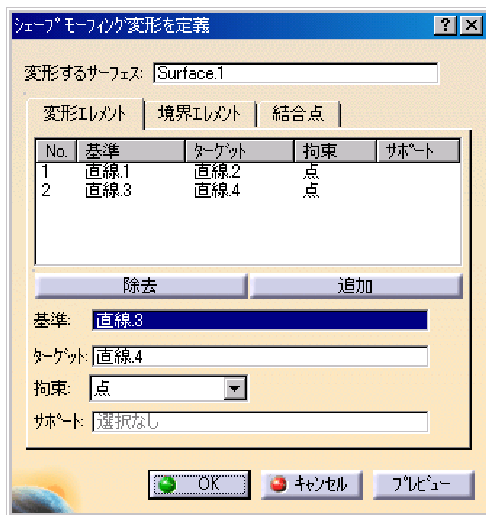 シェープ モーフィング変形を定義
変形するサーフェス: Surface.1
変形エレメント 境界エレメント 結合点
No. 基準 ターゲット 拘束 サポート
1 直線.1 直線.2 点
2 直線.3 直線.4 点
除去 追加
基準: 直線.3
ターゲット: 直線.4
拘束: 点
サポート: 選択なし
OK キャンセル プレビュー